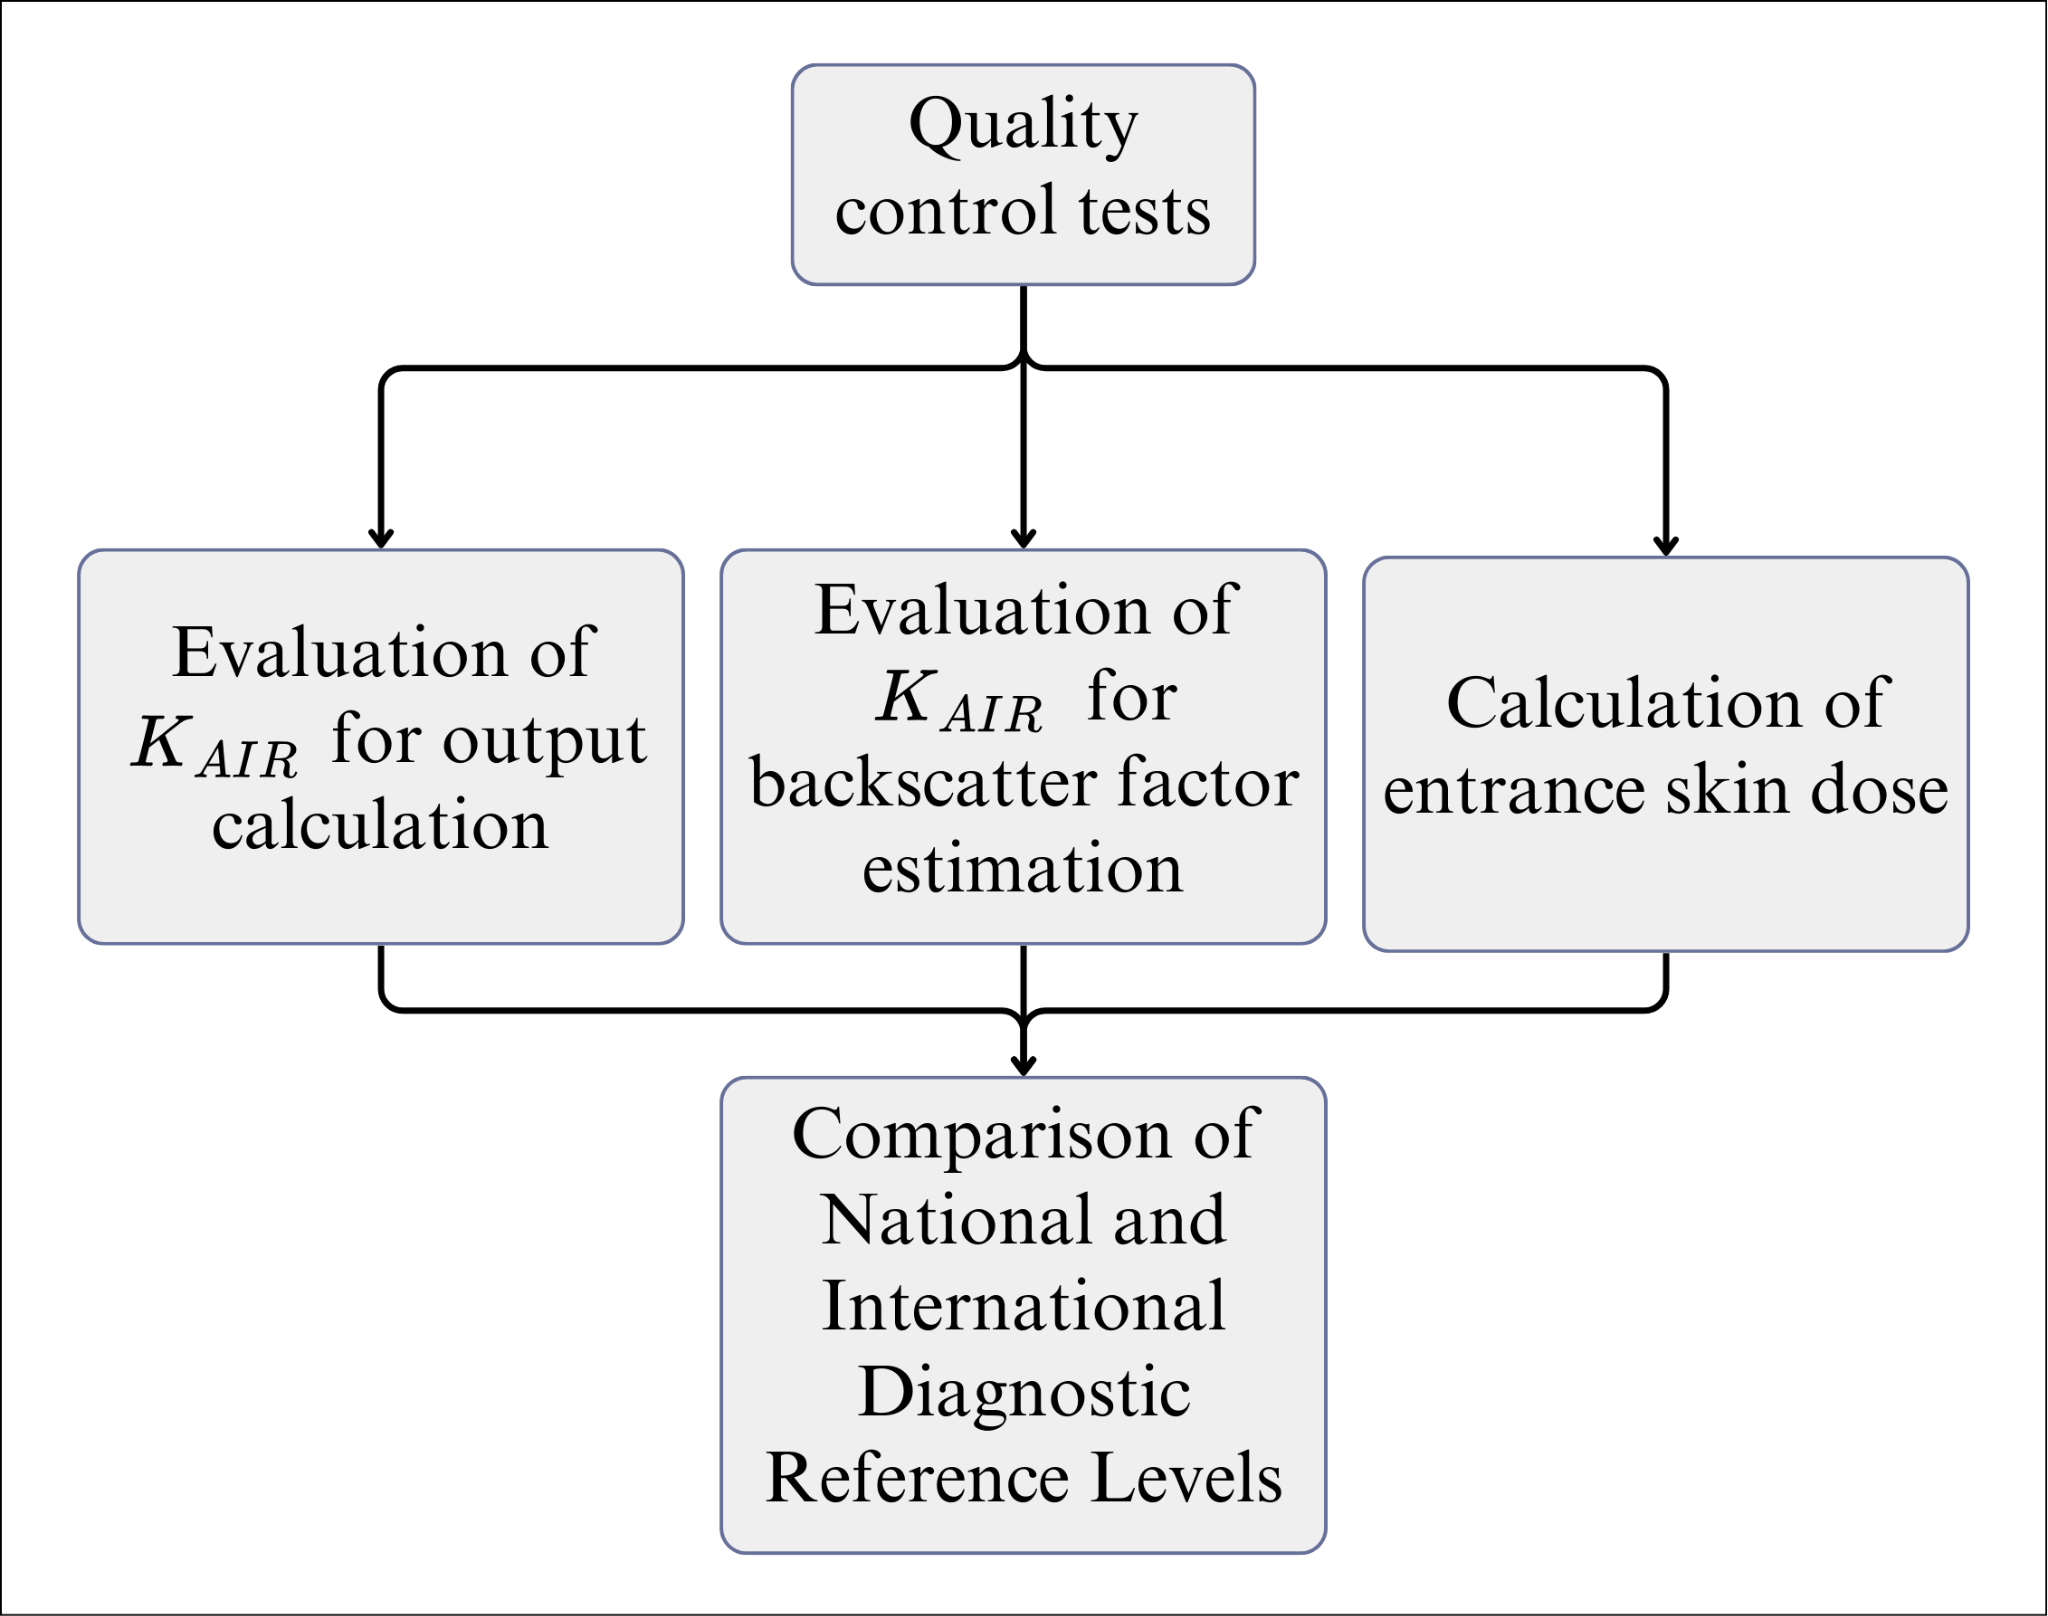 Quality
control tests
Evaluation of
K_AIR for output
calculation
Evaluation of
K_AIR for
backscatter factor
estimation
Calculation of
entrance skin dose
Comparison of
National and
International
Diagnostic
Reference Levels